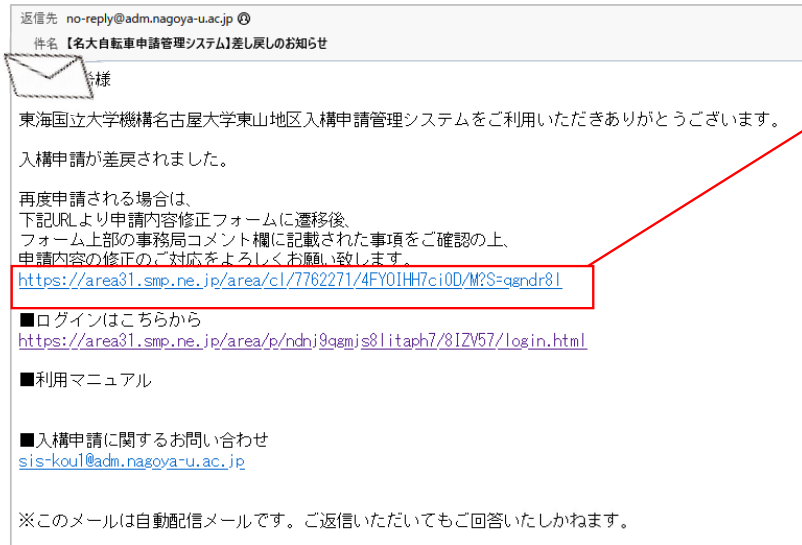 返信先 no-reply@adm.nagoya-u.ac.jp
件名 【名大自転車申請管理システム】差し戻しのお知らせ
様
東海国立大学機構名古屋大学東山地区入構申請管理システムをご利用いただきありがとうございます。
入構申請が差戻されました。
再度申請される場合は、
下記URLより申請内容修正フォームに遷移後、
フォーム上部の事務局コメント欄に記載された事項をご確認の上、
申請内容の修正のご対応をよろしくお願い致します。
https://area31.smp.ne.jp/area/cl/7762271/4FY0IHH7ci0D/M?S=qgndr8l
■ログインはこちらから
https://area31.smp.ne.jp/area/p/ndnj9qgmjs8litaph7/8IZV57/login.html
■利用マニュアル
■入構申請に関するお問い合わせ
sis-kou1@adm.nagoya-u.ac.jp
※このメールは自動配信メールです。ご返信いただいてもご回答いたしかねます。